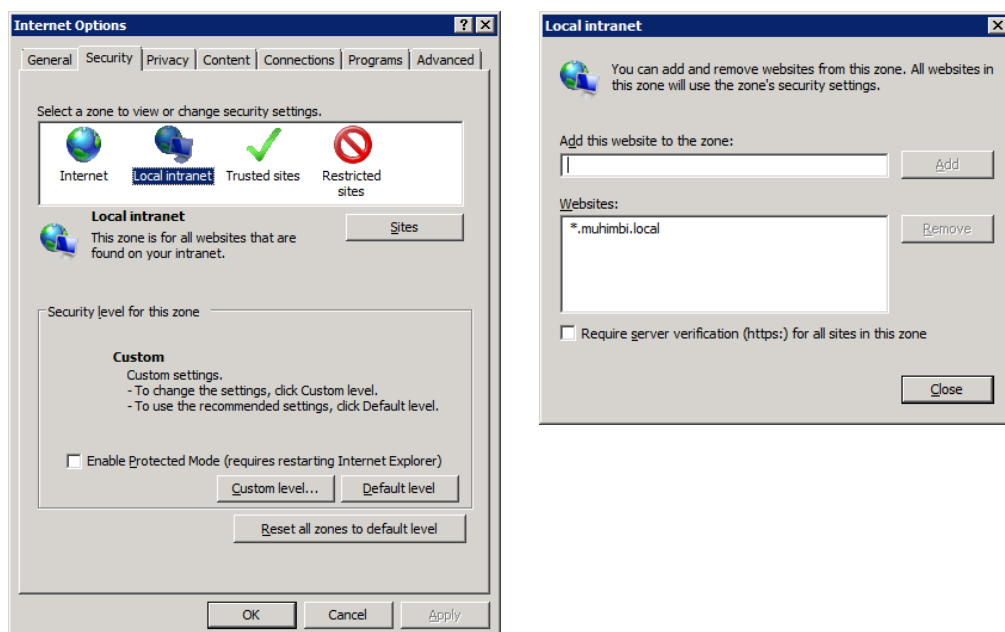 Internet Options
General Security Privacy Content Connections Programs Advanced
Select a zone to view or change security settings.
Internet
Local intranet
Trusted sites
Restricted
sites
Local intranet
This zone is for all websites that are
found on your intranet.
Sites
Security level for this zone
Custom
Custom settings.
- To change the settings, click Custom level.
- To use the recommended settings, click Default level.
Enable Protected Mode (requires restarting Internet Explorer)
Custom level...
Default level
Reset all zones to default level
OK
Cancel
Apply
Local intranet
You can add and remove websites from this zone. All websites in
this zone will use the zone's security settings.
Add this website to the zone:
Add
Websites:
*.muhimbi.local
Remove
Require server verification (https:) for all sites in this zone
Close